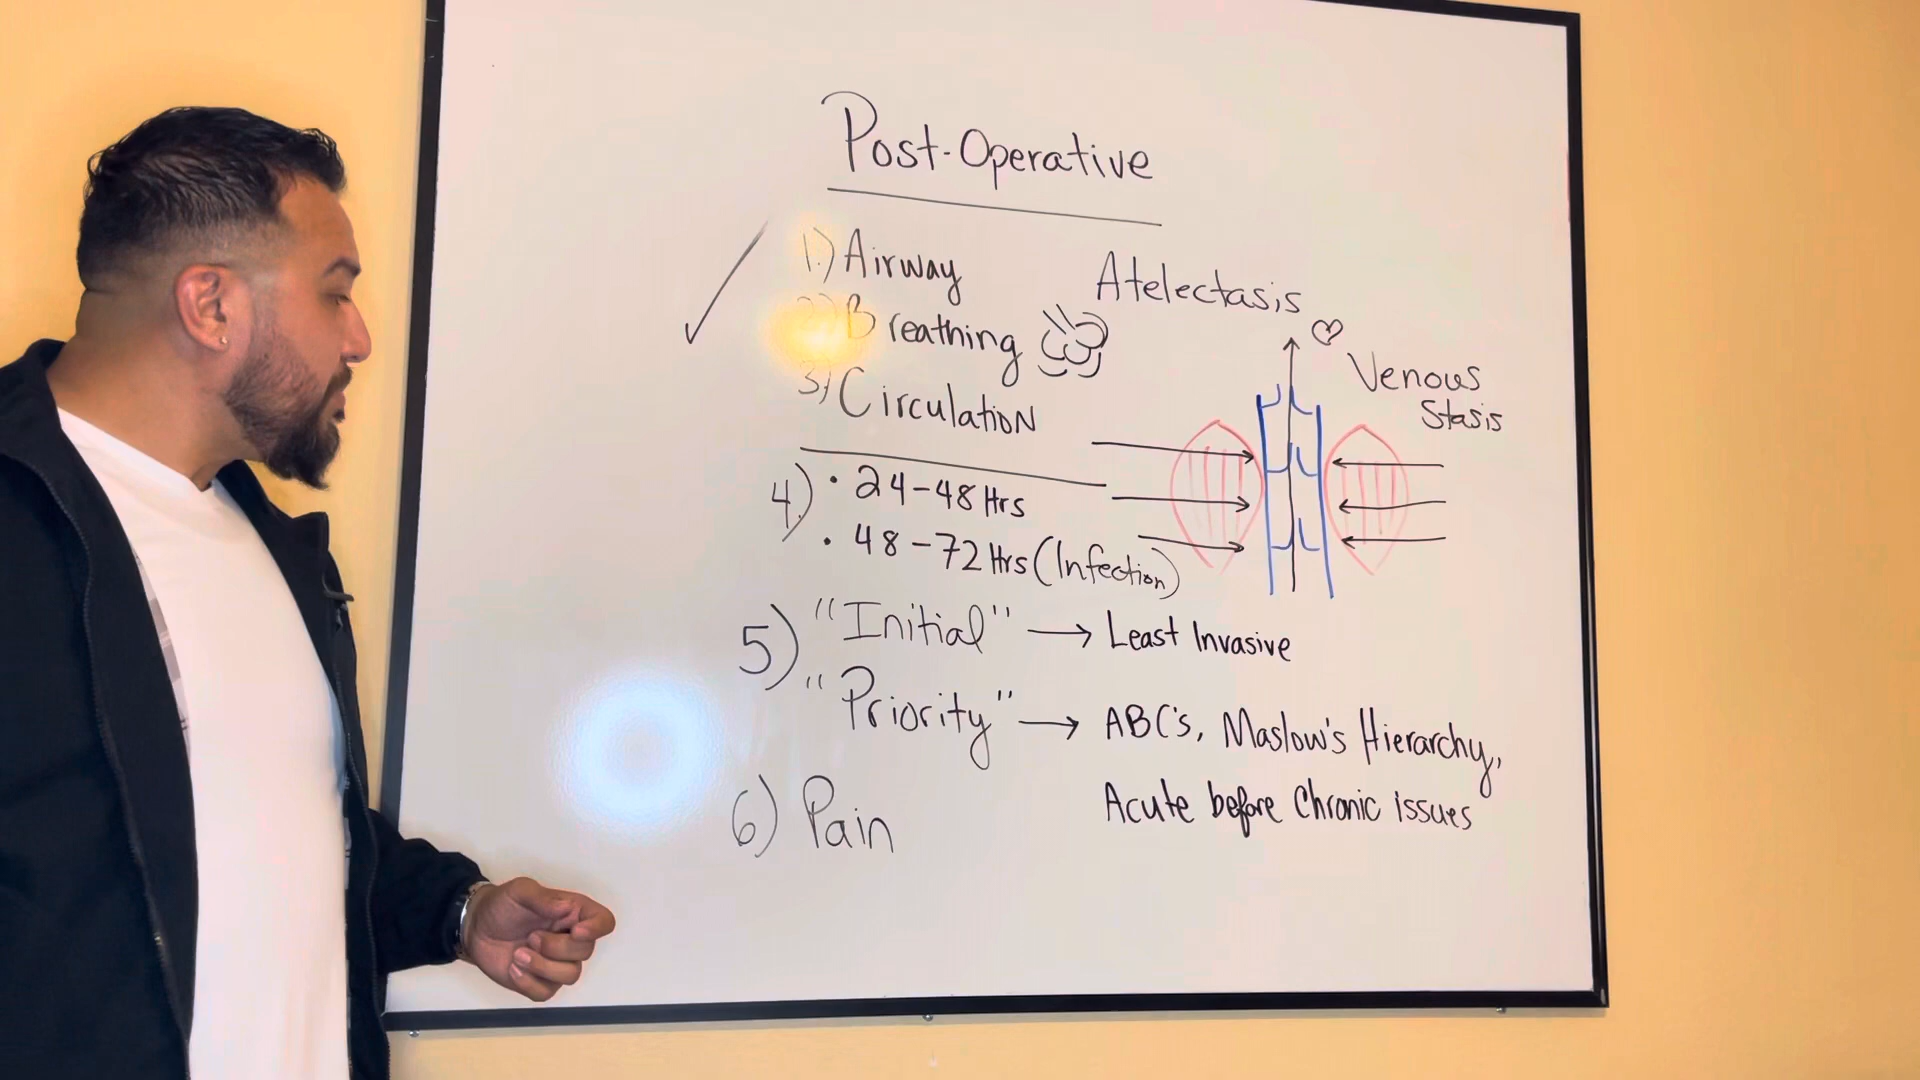 Post-Operative
1.) Airway
Atelectasis
2.) Breathing
3.) Circulation
Venous
Stasis
4.) • 24-48 Hrs
• 48-72 Hrs (Infection)
5) "Initial" → Least Invasive
"Priority" → ABC's, Maslow's Hierarchy,
Acute before Chronic issues
6) Pain